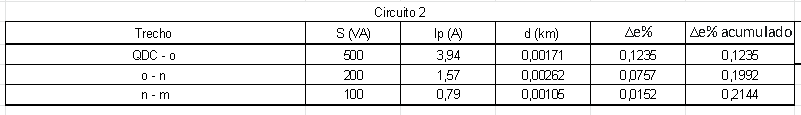 Circuito 2
Trecho S (VA) Ip (A) d (km) Δe% Δe% acumulado
QDC - o 500 3,94 0,00171 0,1235 0,1235
o - n 200 1,57 0,00262 0,0757 0,1992
n - m 100 0,79 0,00105 0,0152 0,2144